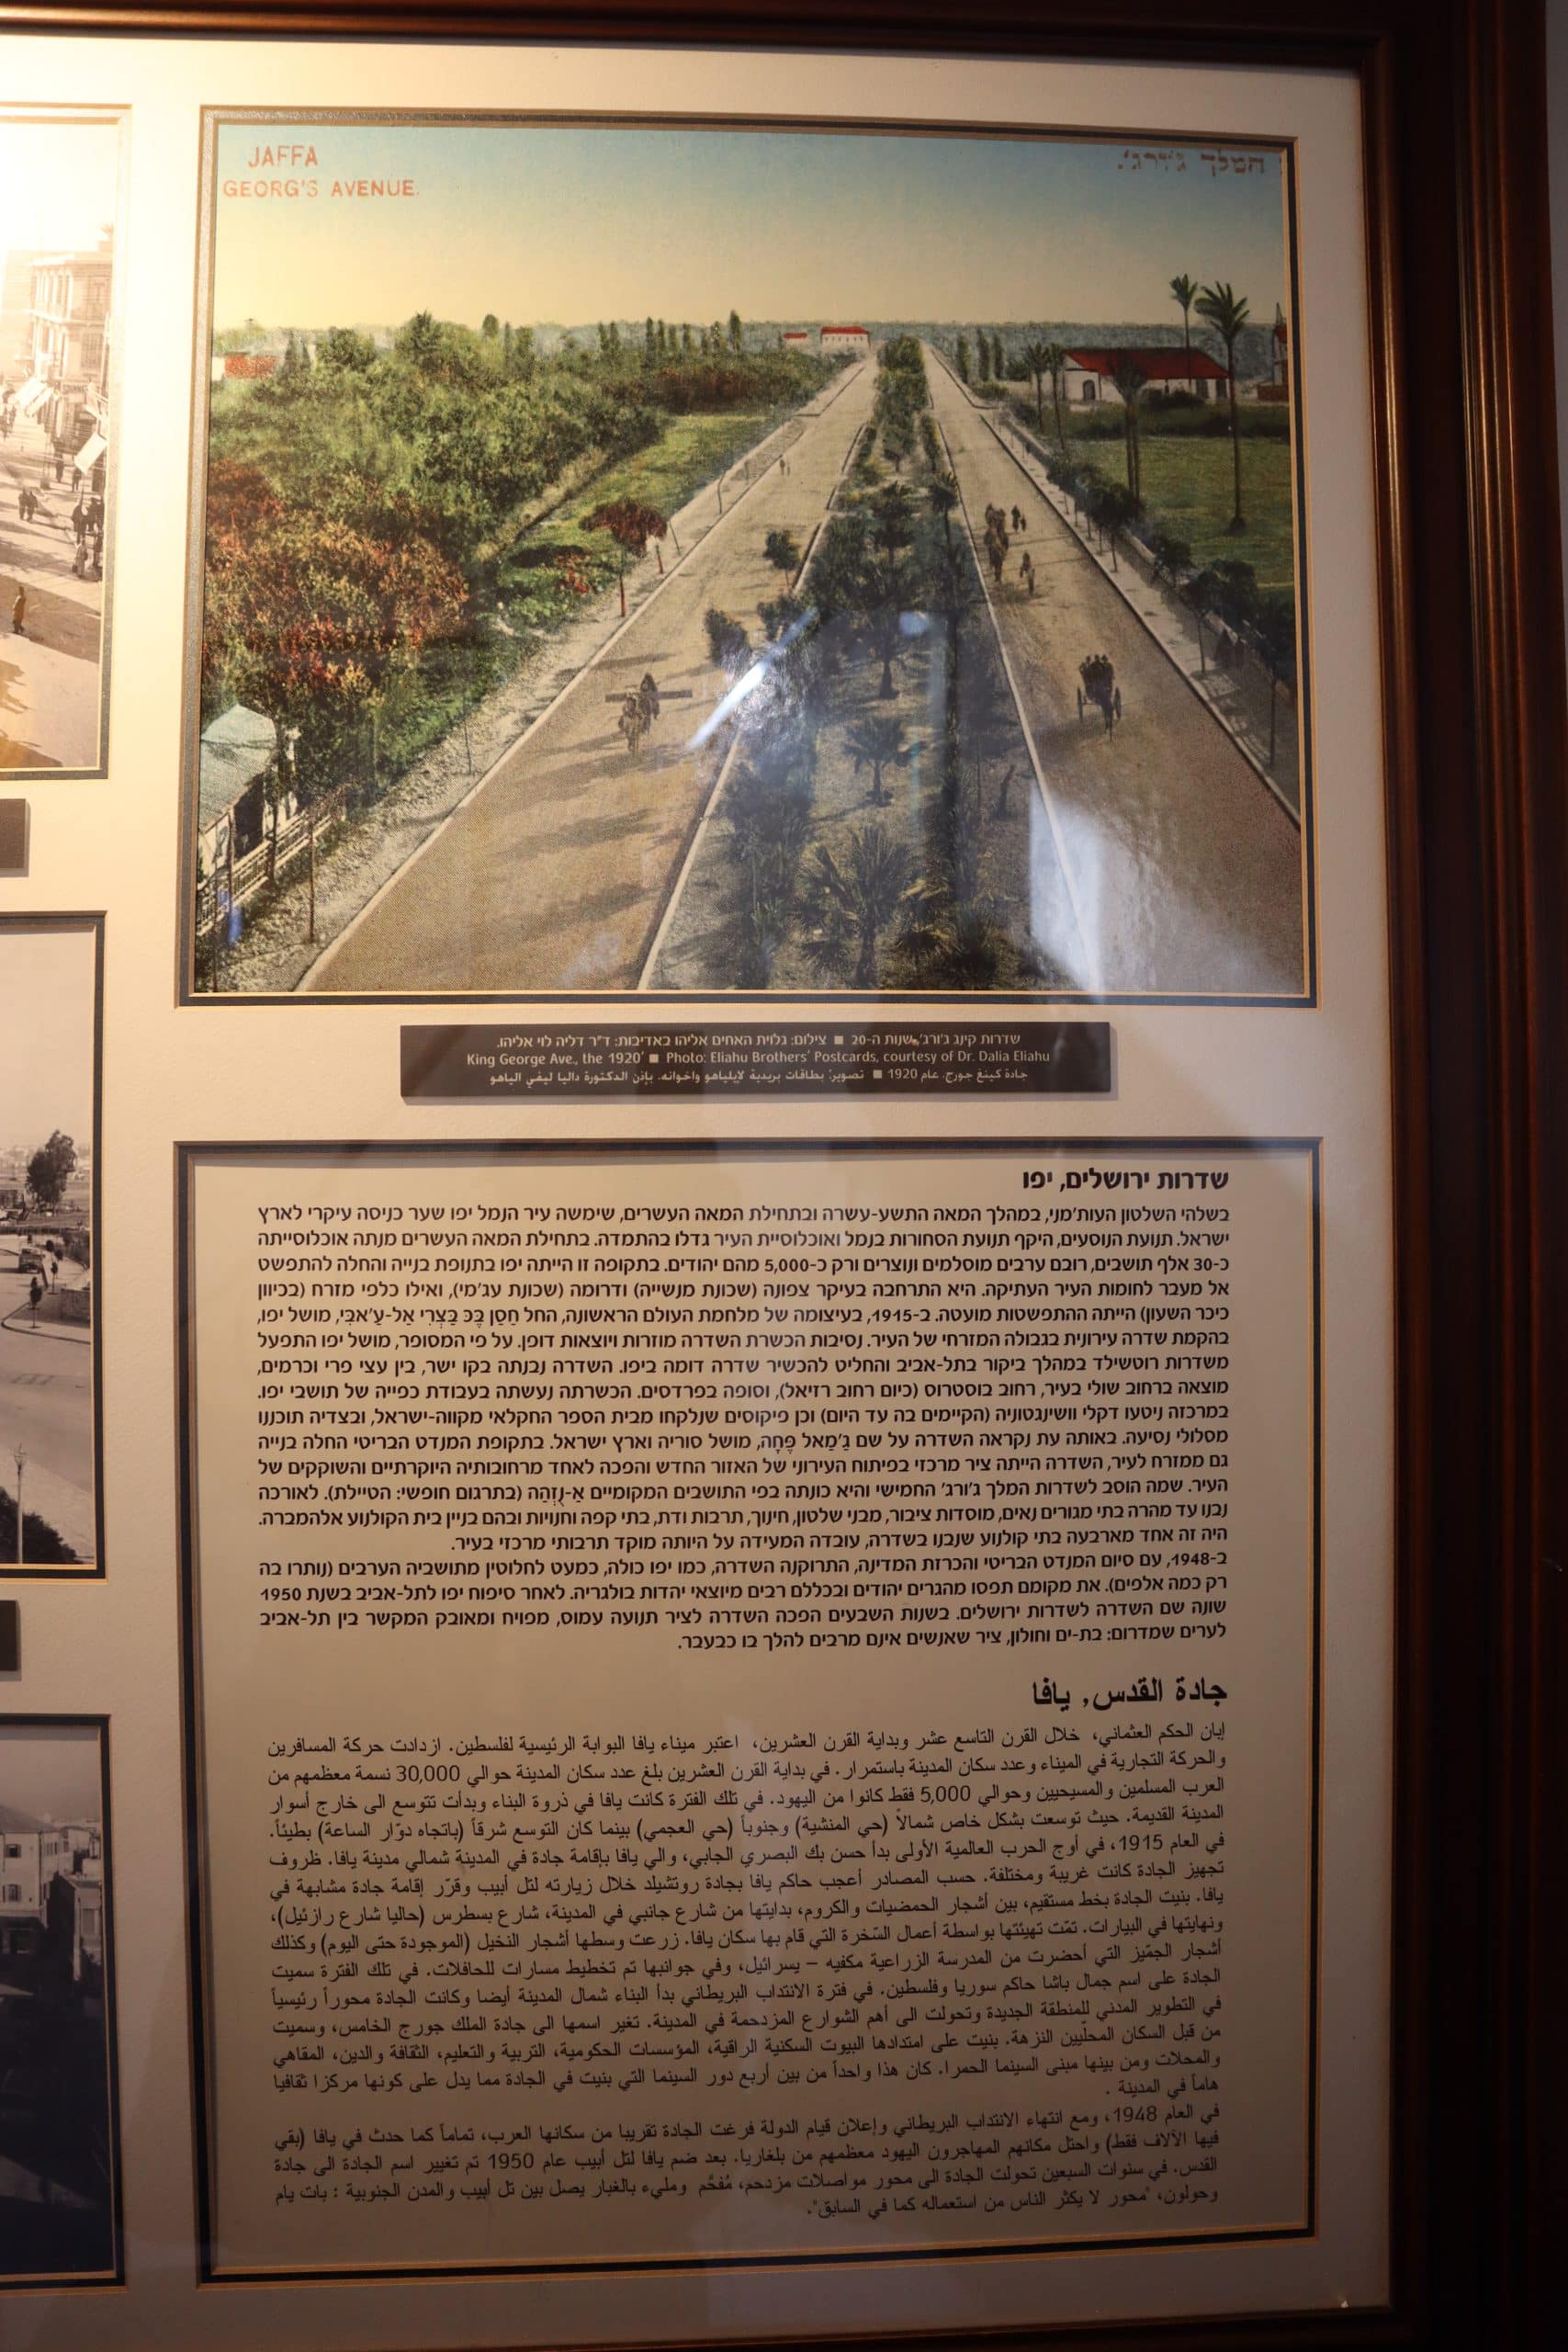 JAFFA
GEORG'S AVENUE.
המלך ג'ורג'.
שדרות קינג ג'ורג', שנות ה-20 ■ צילום: גלוית האחים אליהו באדיבות: ד"ר דליה לוי אליהו.
King George Ave., the 1920' ■ Photo: Eliahu Brothers' Postcards, courtesy of Dr. Dalia Eliahu
جادة كينغ جورج، عام 1920 ■ تصوير: بطاقات بريدية لايلياهو واخوانه. بإذن الدكتورة داليا ليفي الياهو
שדרות ירושלים, יפו
בשלהי השלטון העות'מני, במהלך המאה התשע-עשרה ובתחילת המאה העשרים, שימשה עיר הנמל יפו שער כניסה עיקרי לארץ
ישראל. תנועת הנוסעים, היקף תנועת הסחורות בנמל ואוכלוסיית העיר גדלו בהתמדה. בתחילת המאה העשרים מנתה אוכלוסייתה
כ-30 אלף תושבים, רובם ערבים מוסלמים ונוצרים ורק כ-5,000 מהם יהודים. בתקופה זו הייתה יפו בתנופת בנייה והחלה להתפשט
אל מעבר לחומות העיר העתיקה. היא התרחבה בעיקר צפונה (שכונת מנשייה) ודרומה (שכונת עג'מי), ואילו כלפי מזרח (בכיוון
כיכר השעון) הייתה ההתפשטות מועטה. ב-1915, בעיצומה של מלחמת העולם הראשונה, החל חַסַן בֶּכּ בַּצְרִי אַל-עַ'אבִּי, מושל יפו,
בהקמת שדרה עירונית בגבולה המזרחי של העיר. נסיבות הכשרת השדרה מוזרות ויוצאות דופן. על פי המסופר, מושל יפו התפעל
משדרות רוטשילד במהלך ביקור בתל-אביב והחליט להכשיר שדרה דומה ביפו. השדרה נבנתה בקו ישר, בין עצי פרי וכרמים,
מוצאה ברחוב שולי בעיר, רחוב בוסטרוס (כיום רחוב רזיאל), וסופה בפרדסים. הכשרתה נעשתה בעבודת כפייה של תושבי יפו.
במרכזה ניטעו דקלי וושינגטוניה (הקיימים בה עד היום) וכן פיקוסים שנלקחו מבית הספר החקלאי מקווה-ישראל, ובצדיה תוכננו
מסלולי נסיעה. באותה עת נקראה השדרה על שם גַ'מַאל פַּחָה, מושל סוריה וארץ ישראל. בתקופת המנדט הבריטי החלה בנייה
גם ממזרח לעיר, השדרה הייתה ציר מרכזי בפיתוח העירוני של האזור החדש והפכה לאחד מרחובותיה היוקרתיים והשוקקים של
העיר. שמה הוסב לשדרות המלך ג'ורג' החמישי והיא כונתה בפי התושבים המקומיים אַ-נֻזְהַה (בתרגום חופשי: הטיילת). לאורכה
נבנו עד מהרה בתי מגורים נאים, מוסדות ציבור, מבני שלטון, חינוך, תרבות ודת, בתי קפה וחנויות ובהם בניין בית הקולנוע אלהמברה.
היה זה אחד מארבעה בתי קולנוע שנבנו בשדרה, עובדה המעידה על היותה מוקד תרבותי מרכזי בעיר.
ב-1948, עם סיום המנדט הבריטי והכרזת המדינה, התרוקנה השדרה, כמו יפו כולה, כמעט לחלוטין מתושביה הערבים (נותרו בה
רק כמה אלפים). את מקומם תפסו מהגרים יהודים ובכללם רבים מיוצאי יהדות בולגריה. לאחר סיפוח יפו לתל-אביב בשנת 1950
שונה שם השדרה לשדרות ירושלים. בשנות השבעים הפכה השדרה לציר תנועה עמוס, מפויח ומאובק המקשר בין תל-אביב
לערים שמדרום: בת-ים וחולון, ציר שאנשים אינם מרבים להלך בו כבעבר.
جادة القدس, يافا
إبان الحكم العثماني، خلال القرن التاسع عشر وبداية القرن العشرين، اعتبر ميناء يافا البوابة الرئيسية لفلسطين. ازدادت حركة المسافرين
والحركة التجارية في الميناء وعدد سكان المدينة باستمرار. في بداية القرن العشرين بلغ عدد سكان المدينة حوالي 30,000 نسمة معظمهم من
العرب المسلمين والمسيحيين وحوالي 5,000 فقط كانوا من اليهود. في تلك الفترة كانت يافا في ذروة البناء وبدأت تتوسع الى خارج أسوار
المدينة القديمة. حيث توسعت بشكل خاص شمالاً (حي المنشية) وجنوباً (حي العجمي) بينما كان التوسع شرقاً (باتجاه دوّار الساعة) بطيئاً.
في العام 1915، في أوج الحرب العالمية الأولى بدأ حسن بك البصري الجابي، والي يافا بإقامة جادة في المدينة شمالي مدينة يافا. ظروف
تجهيز الجادة كانت غريبة ومختلفة. حسب المصادر أعجب حاكم يافا بجادة روتشيلد خلال زيارته لتل أبيب وقرّر إقامة جادة مشابهة في
يافا. بنيت الجادة بخط مستقيم، بين أشجار الحمضيات والكروم، بدايتها من شارع جانبي في المدينة، شارع بسطرس (حاليا شارع رازئيل)،
ونهايتها في البيارات. تمّت تهيئتها بواسطة أعمال السّخرة التي قام بها سكان يافا. زرعت وسطها أشجار النخيل (الموجودة حتى اليوم) وكذلك
أشجار الجمّيز التي أحضرت من المدرسة الزراعية مكفيه – يسرائيل، وفي جوانبها تم تخطيط مسارات للحافلات. في تلك الفترة سميت
الجادة على اسم جمال باشا حاكم سوريا وفلسطين. في فترة الانتداب البريطاني بدأ البناء شمال المدينة أيضا وكانت الجادة محوراً رئيسياً
في التطوير المدني للمنطقة الجديدة وتحولت الى أهم الشوارع المزدحمة في المدينة. تغير اسمها الى جادة الملك جورج الخامس، وسميت
من قبل السكان المحلّيين النزهة. بنيت على امتدادها البيوت السكنية الراقية، المؤسسات الحكومية، التربية والتعليم، الثقافة والدين، المقاهي
والمحلات ومن بينها مبنى السينما الحمرا. كان هذا واحداً من بين أربع دور السينما التي بنيت في الجادة مما يدل على كونها مركزا ثقافيا
هاماً في المدينة .
في العام 1948، ومع انتهاء الانتداب البريطاني وإعلان قيام الدولة فرغت الجادة تقريبا من سكانها العرب، تماماً كما حدث في يافا (بقي
فيها الآلاف فقط) واحتل مكانهم المهاجرون اليهود معظمهم من بلغاريا. بعد ضم يافا لتل أبيب عام 1950 تم تغيير اسم الجادة الى جادة
القدس. في سنوات السبعين تحولت الجادة الى محور مواصلات مزدحم، مُفحَّم ومليء بالغبار يصل بين تل أبيب والمدن الجنوبية : بات يام
وحولون، "محور لا يكثر الناس من استعماله كما في السابق".